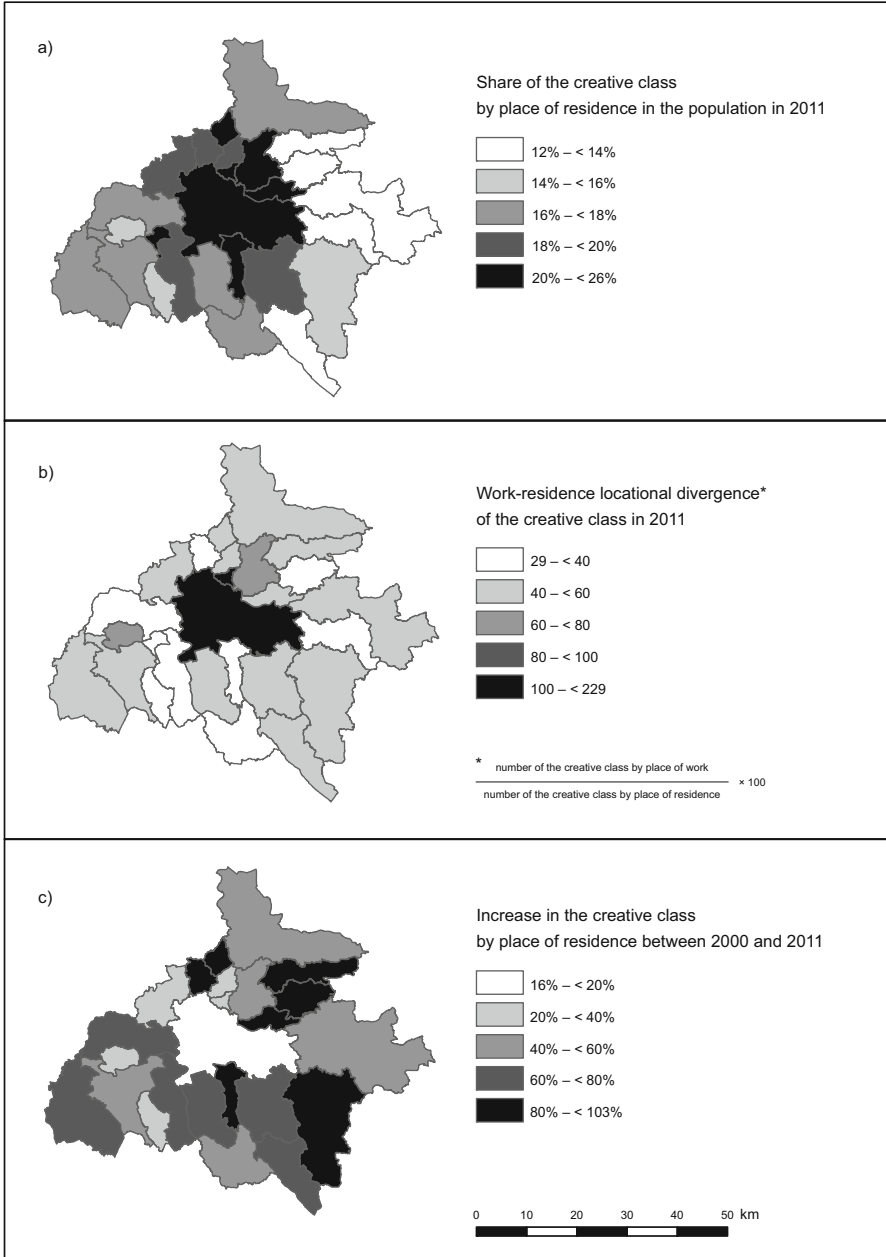 a)
Share of the creative class
by place of residence in the population in 2011
12% – < 14%
14% – < 16%
16% – < 18%
18% – < 20%
20% – < 26%
b)
Work-residence locational divergence*
of the creative class in 2011
29 – < 40
40 – < 60
60 – < 80
80 – < 100
100 – < 229
* number of the creative class by place of work
number of the creative class by place of residence × 100
c)
Increase in the creative class
by place of residence between 2000 and 2011
16% – < 20%
20% – < 40%
40% – < 60%
60% – < 80%
80% – < 103%
0 10 20 30 40 50 km